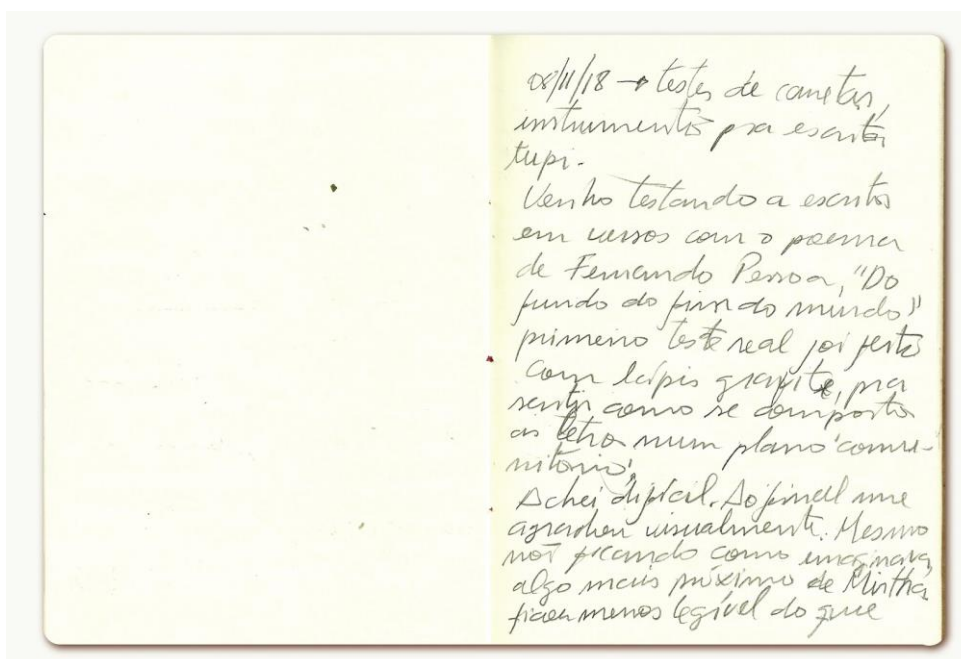 08/11/18 → testes de canetas,
instrumentos pra escrita
tupi.
Venho testando a escrita
em versos com o poema
de Fernando Pessoa, "Do
fundo do fim do mundo"
primeiro teste real foi feito
com lápis grafite, pra
sentir como se comporta
as letra num plano 'comu-
nitário'.
Achei difícil. Ao final me
agradou visualmente. Mesmo
não ficando como imaginava,
algo mais próximo de Mirtha,
ficou menos legível do que